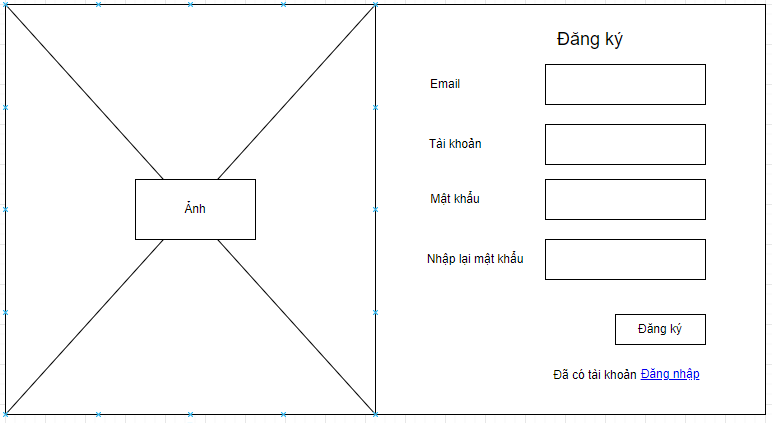 Ảnh
Đăng ký
Email
Tài khoản
Mật khẩu
Nhập lại mật khẩu
Đăng ký
Đã có tài khoản Đăng nhập